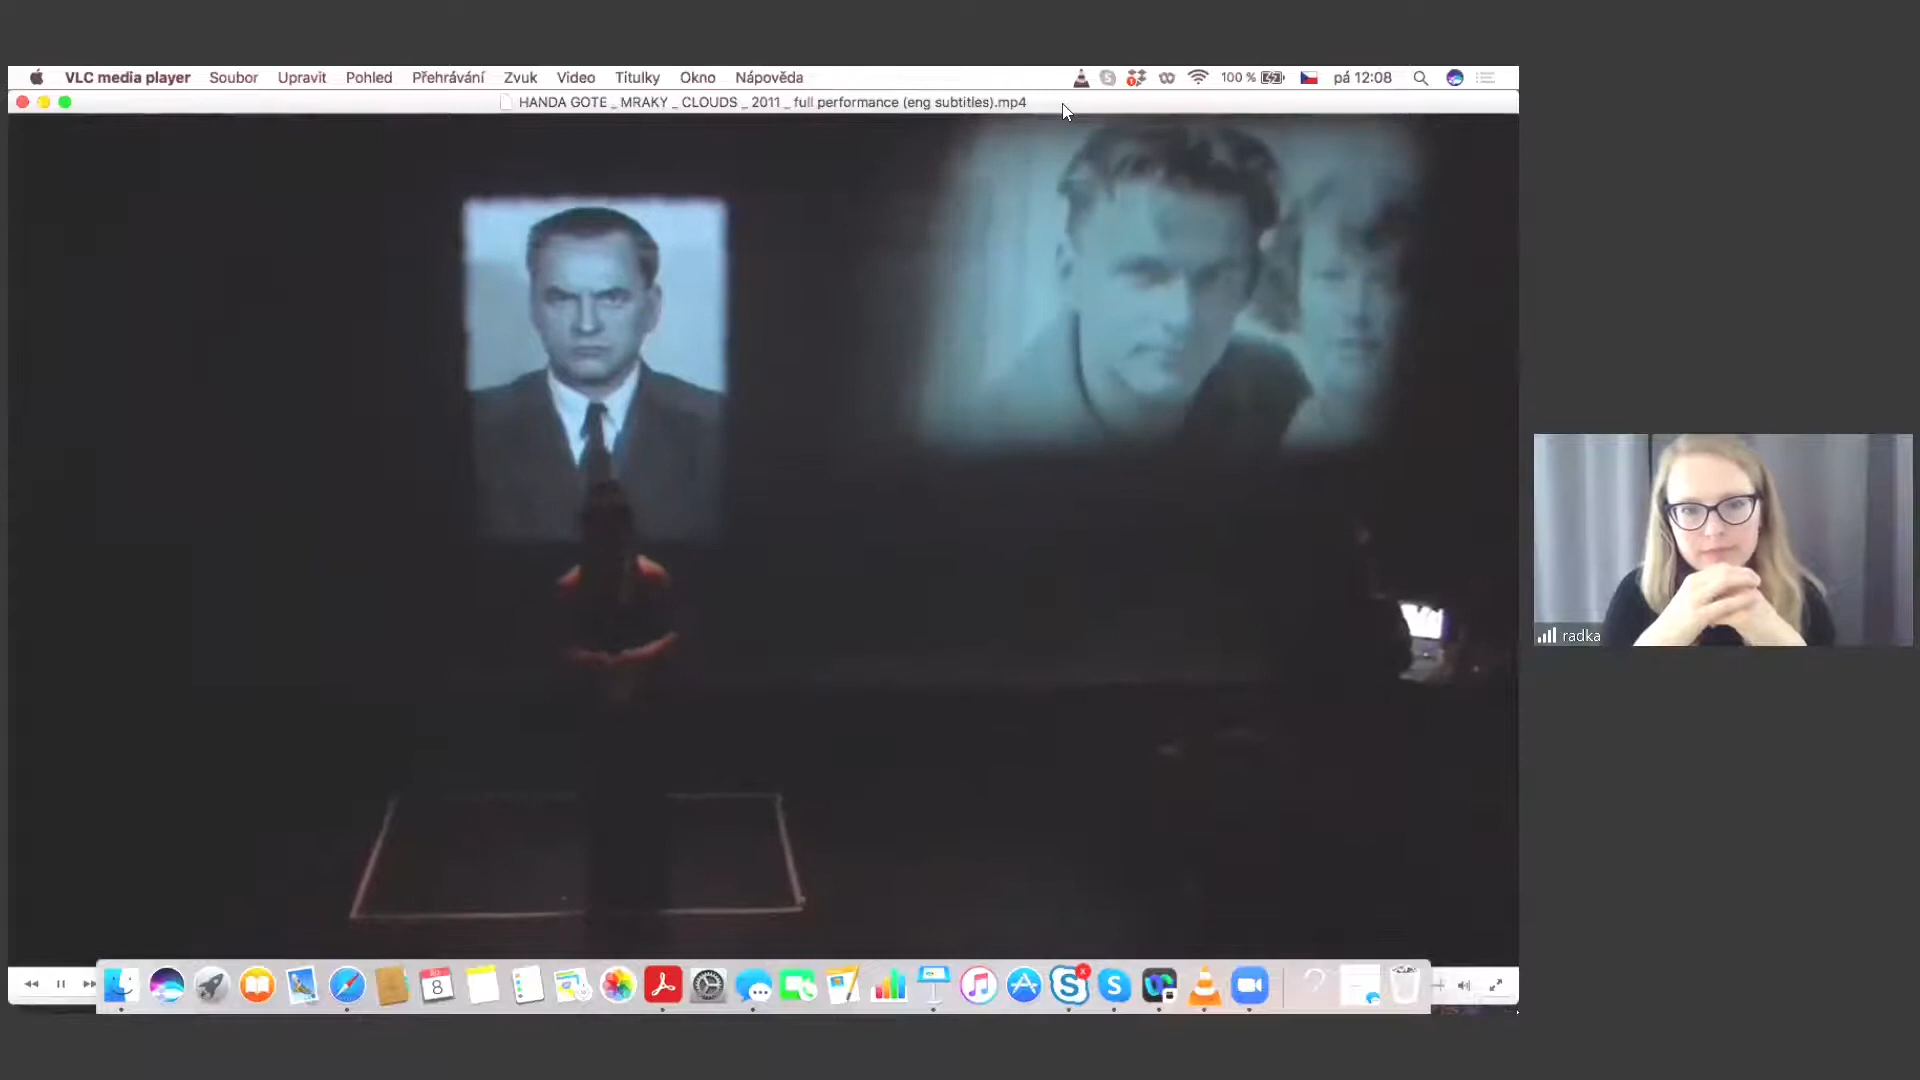 VLC media player Soubor Upravit Pohled Přehrávání Zvuk Video Titulky Okno Nápověda 100 % pá 12:08
HANDA GOTE _ MRAKY _ CLOUDS _ 2011 _ full performance (eng subtitles).mp4
radka
8